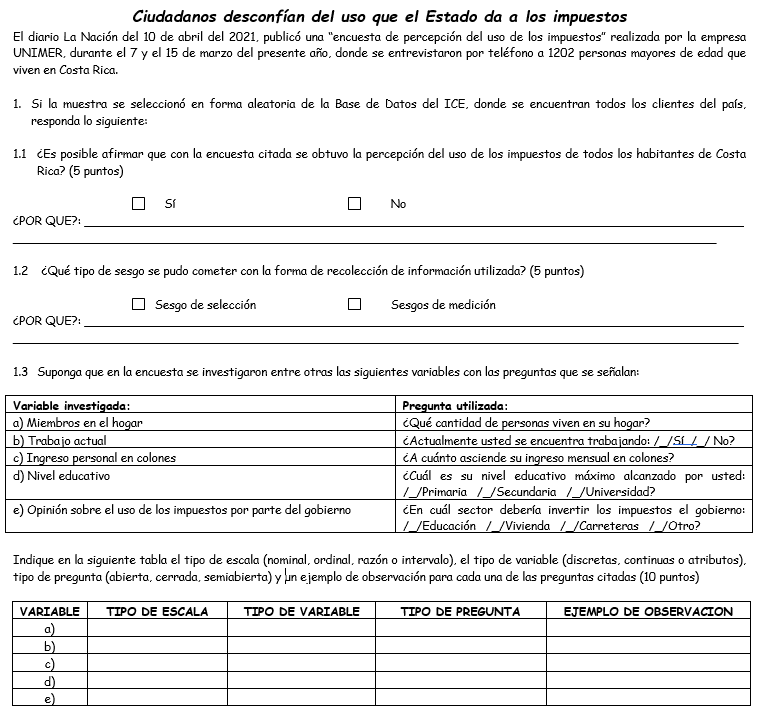 Ciudadanos desconfían del uso que el Estado da a los impuestos
El diario La Nación del 10 de abril del 2021, publicó una “encuesta de percepción del uso de los impuestos” realizada por la empresa
UNIMER, durante el 7 y el 15 de marzo del presente año, donde se entrevistaron por teléfono a 1202 personas mayores de edad que
viven en Costa Rica.
1. Si la muestra se seleccionó en forma aleatoria de la Base de Datos del ICE, donde se encuentran todos los clientes del país,
responda lo siguiente:
1.1 ¿Es posible afirmar que con la encuesta citada se obtuvo la percepción del uso de los impuestos de todos los habitantes de Costa
Rica? (5 puntos)
Sí No
¿POR QUE?:
1.2 ¿Qué tipo de sesgo se pudo cometer con la forma de recolección de información utilizada? (5 puntos)
Sesgo de selección Sesgos de medición
¿POR QUE?:
1.3 Suponga que en la encuesta se investigaron entre otras las siguientes variables con las preguntas que se señalan:
Variable investigada: Pregunta utilizada:
a) Miembros en el hogar ¿Qué cantidad de personas viven en su hogar?
b) Trabajo actual ¿Actualmente usted se encuentra trabajando: /_/Sí /_/ No?
c) Ingreso personal en colones ¿A cuánto asciende su ingreso mensual en colones?
d) Nivel educativo ¿Cuál es su nivel educativo máximo alcanzado por usted:
/_/Primaria /_/Secundaria /_/Universidad?
e) Opinión sobre el uso de los impuestos por parte del gobierno ¿En cuál sector debería invertir los impuestos el gobierno:
/_/Educación /_/Vivienda /_/Carreteras /_/Otro?
Indique en la siguiente tabla el tipo de escala (nominal, ordinal, razón o intervalo), el tipo de variable (discretas, continuas o atributos),
tipo de pregunta (abierta, cerrada, semiabierta) y un ejemplo de observación para cada una de las preguntas citadas (10 puntos)
VARIABLE TIPO DE ESCALA TIPO DE VARIABLE TIPO DE PREGUNTA EJEMPLO DE OBSERVACION
a)
b)
c)
d)
e)